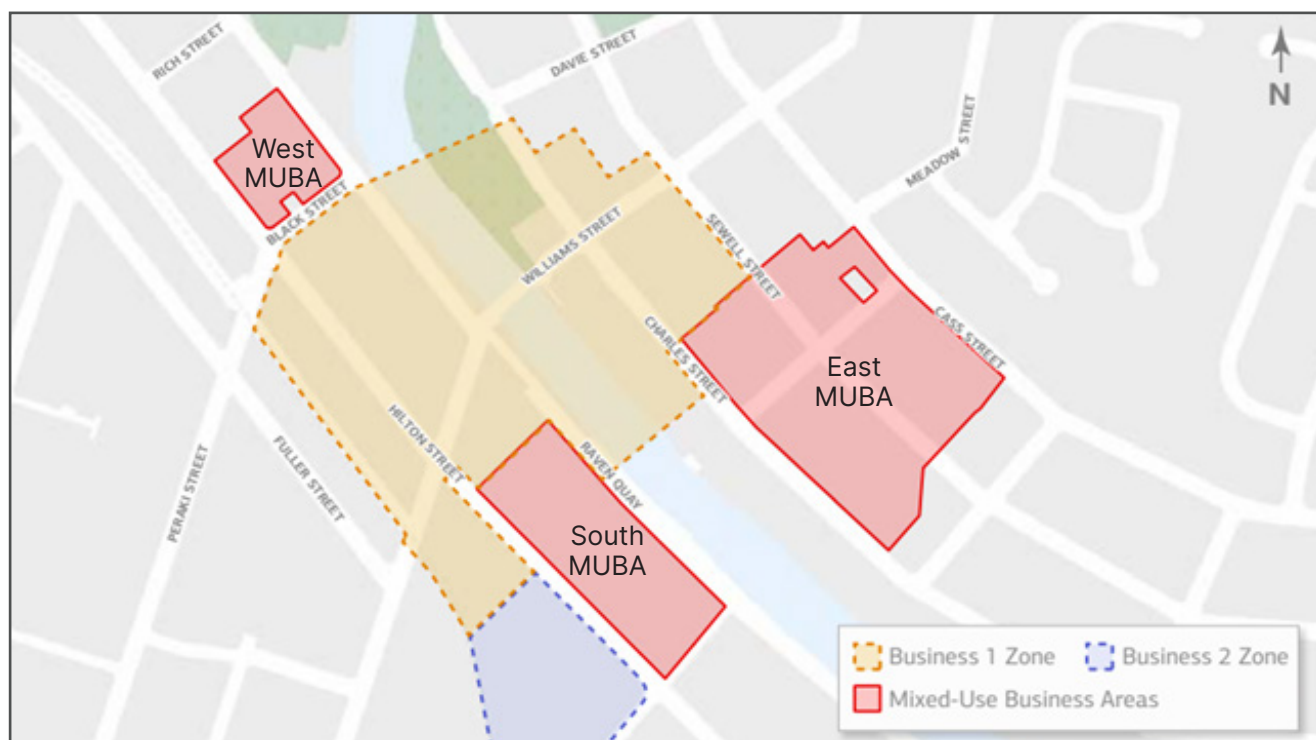 RICH STREET
DAVIE STREET
N
West
MUBA
MEADOW STREET
BLACK STREET
WILLIAMS STREET
SEWELL STREET
CHARLES STREET
CASS STREET
East
MUBA
HILTON STREET
RAVEN QUAY
FULLER STREET
PERAKI STREET
South
MUBA
Business 1 Zone
Business 2 Zone
Mixed-Use Business Areas